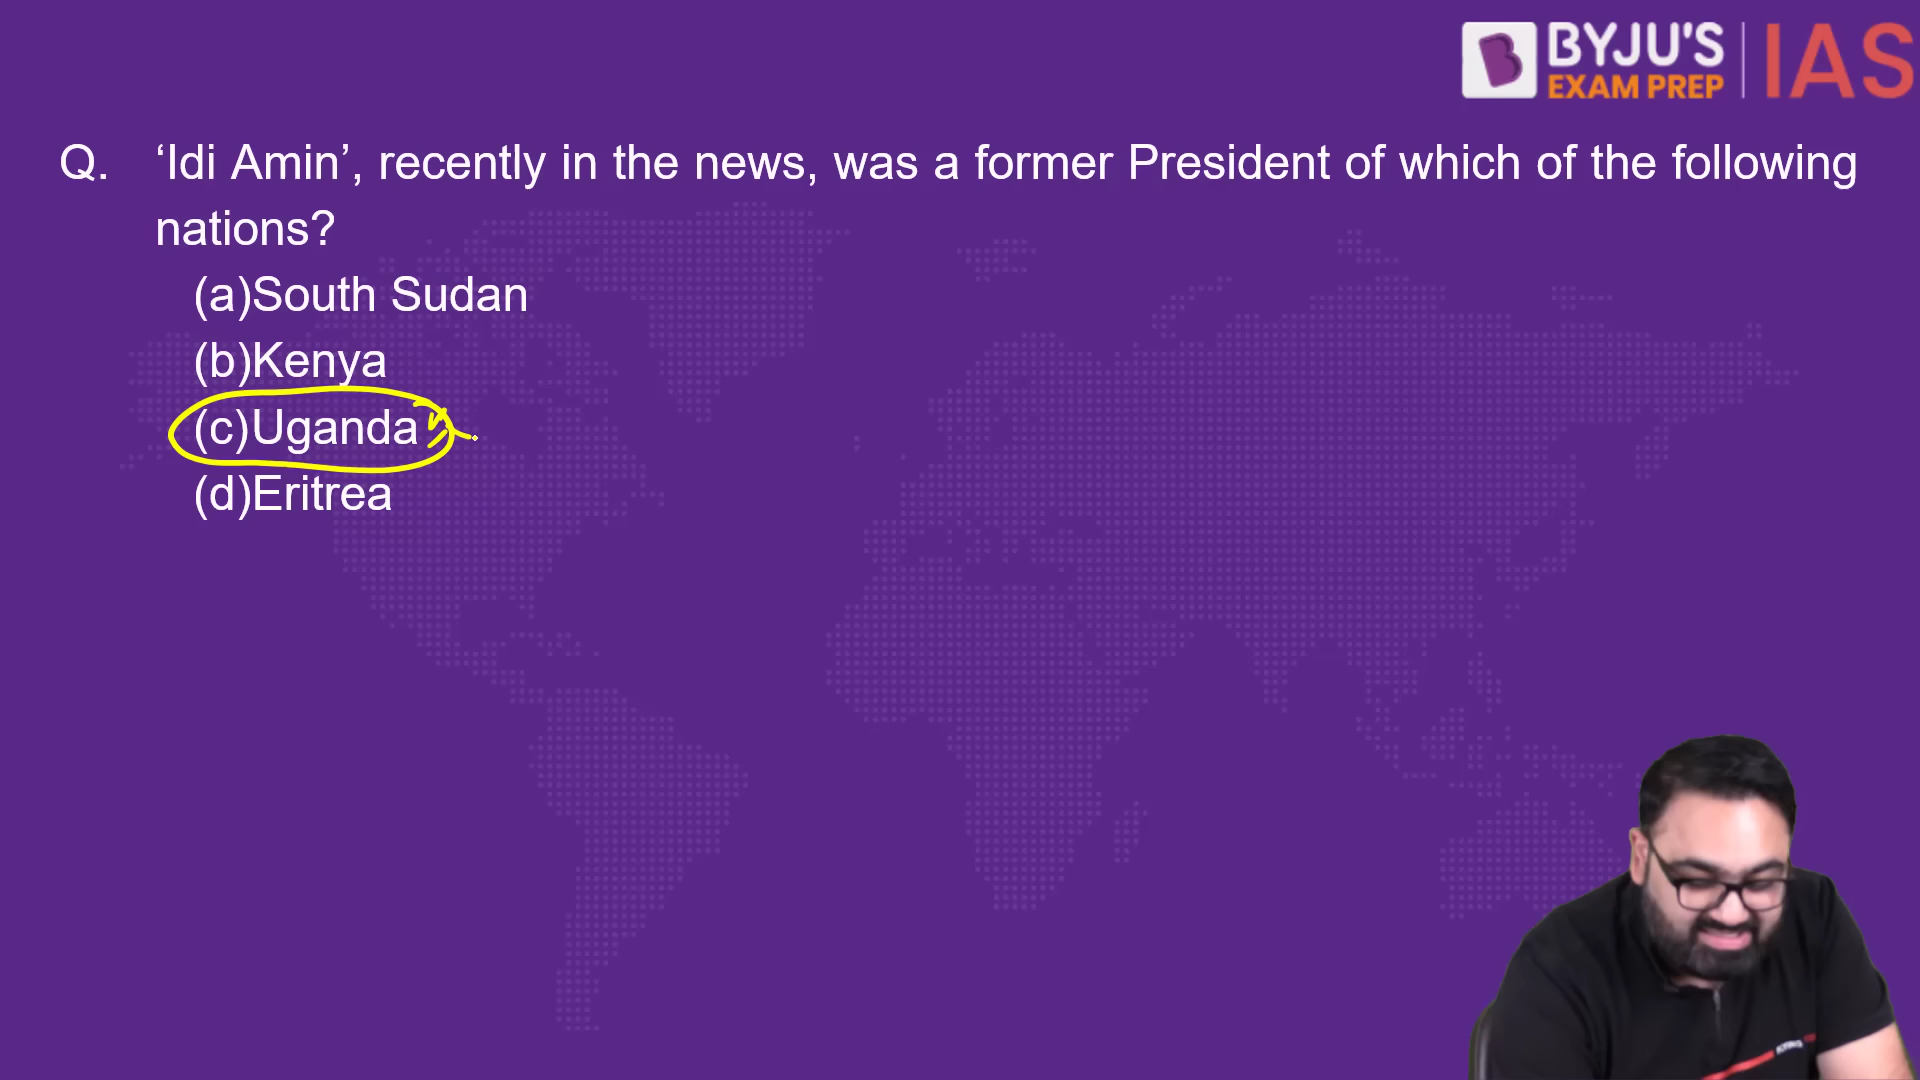 BYJU'S
EXAM PREP
IAS
Q. ‘Idi Amin’, recently in the news, was a former President of which of the following
nations?
(a)South Sudan
(b)Kenya
(c)Uganda
(d)Eritrea